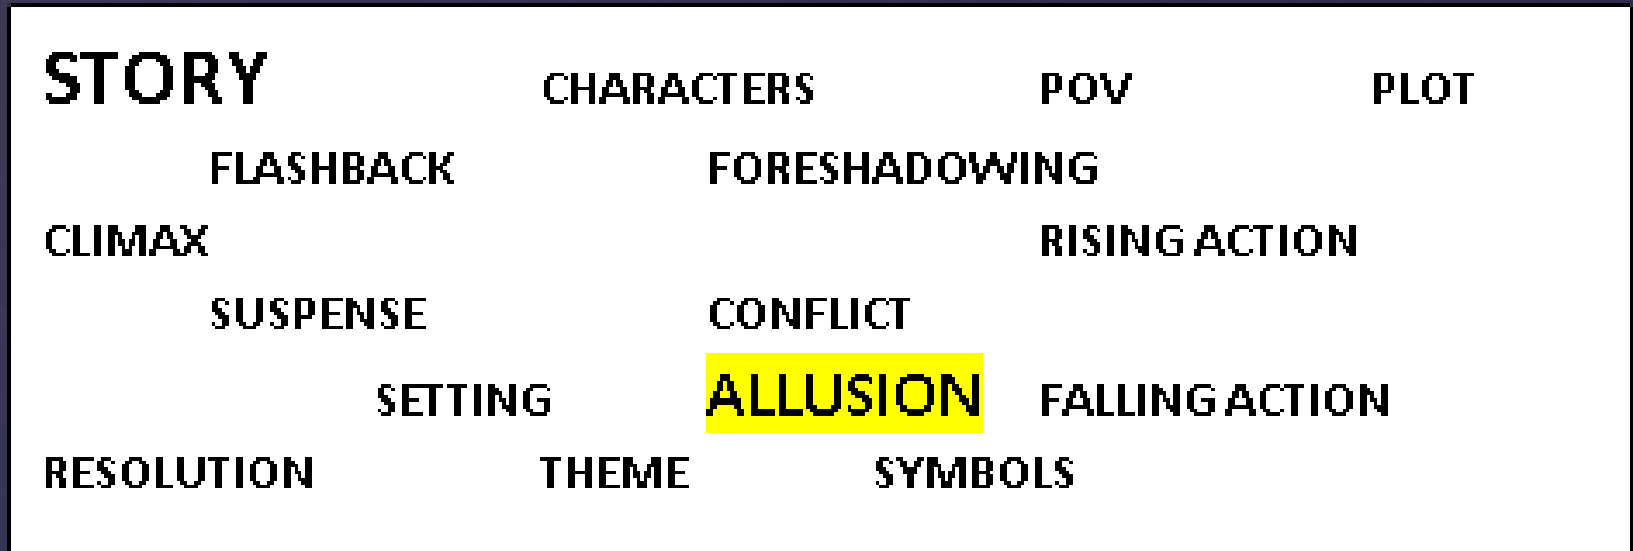 STORY CHARACTERS POV PLOT
FLASHBACK FORESHADOWING
CLIMAX RISING ACTION
SUSPENSE CONFLICT
SETTING ALLUSION FALLING ACTION
RESOLUTION THEME SYMBOLS